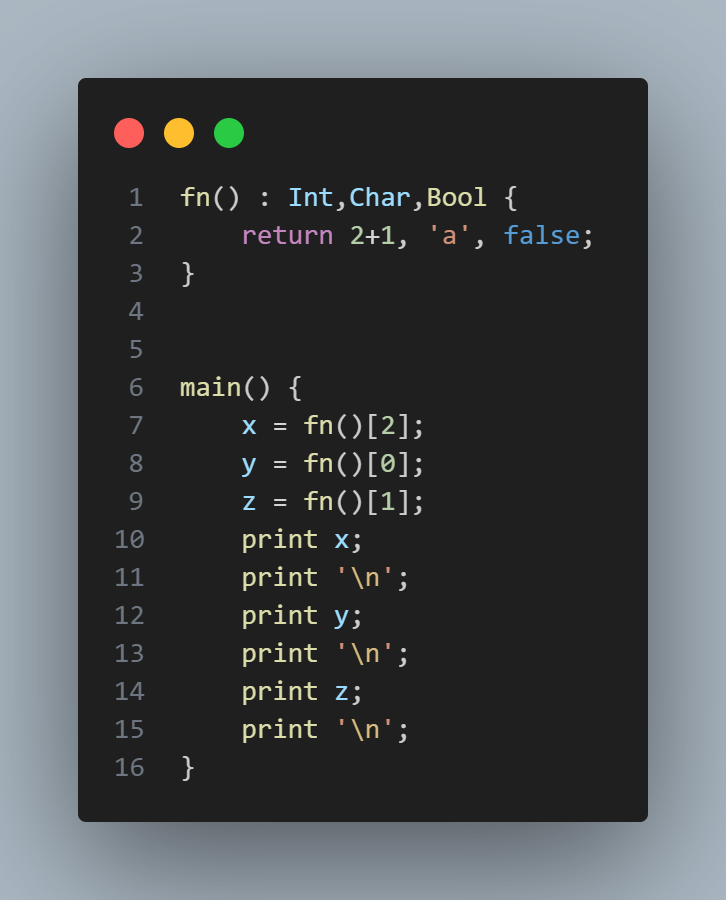 1 fn() : Int,Char,Bool {
2     return 2+1, 'a', false;
3 }
4
5
6 main() {
7     x = fn()[2];
8     y = fn()[0];
9     z = fn()[1];
10     print x;
11     print '\n';
12     print y;
13     print '\n';
14     print z;
15     print '\n';
16 }